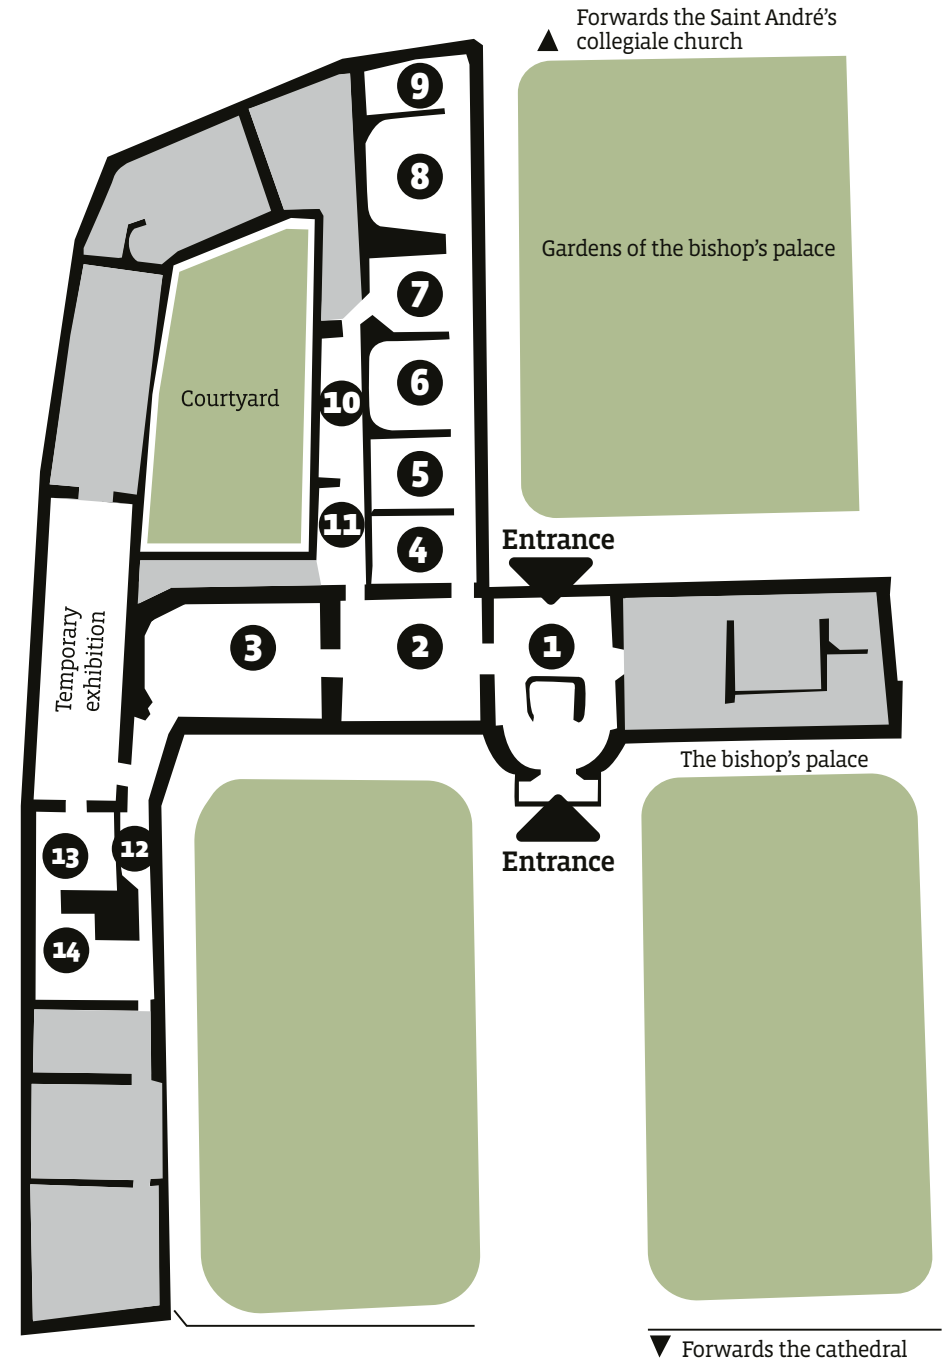 Forwards the Saint André's
collegiale church
9
8
Gardens of the bishop's palace
7
6
Courtyard
10
5
11
Entrance
4
Temporary
exhibition
3
2
1
The bishop's palace
13
12
Entrance
14
Forwards the cathedral